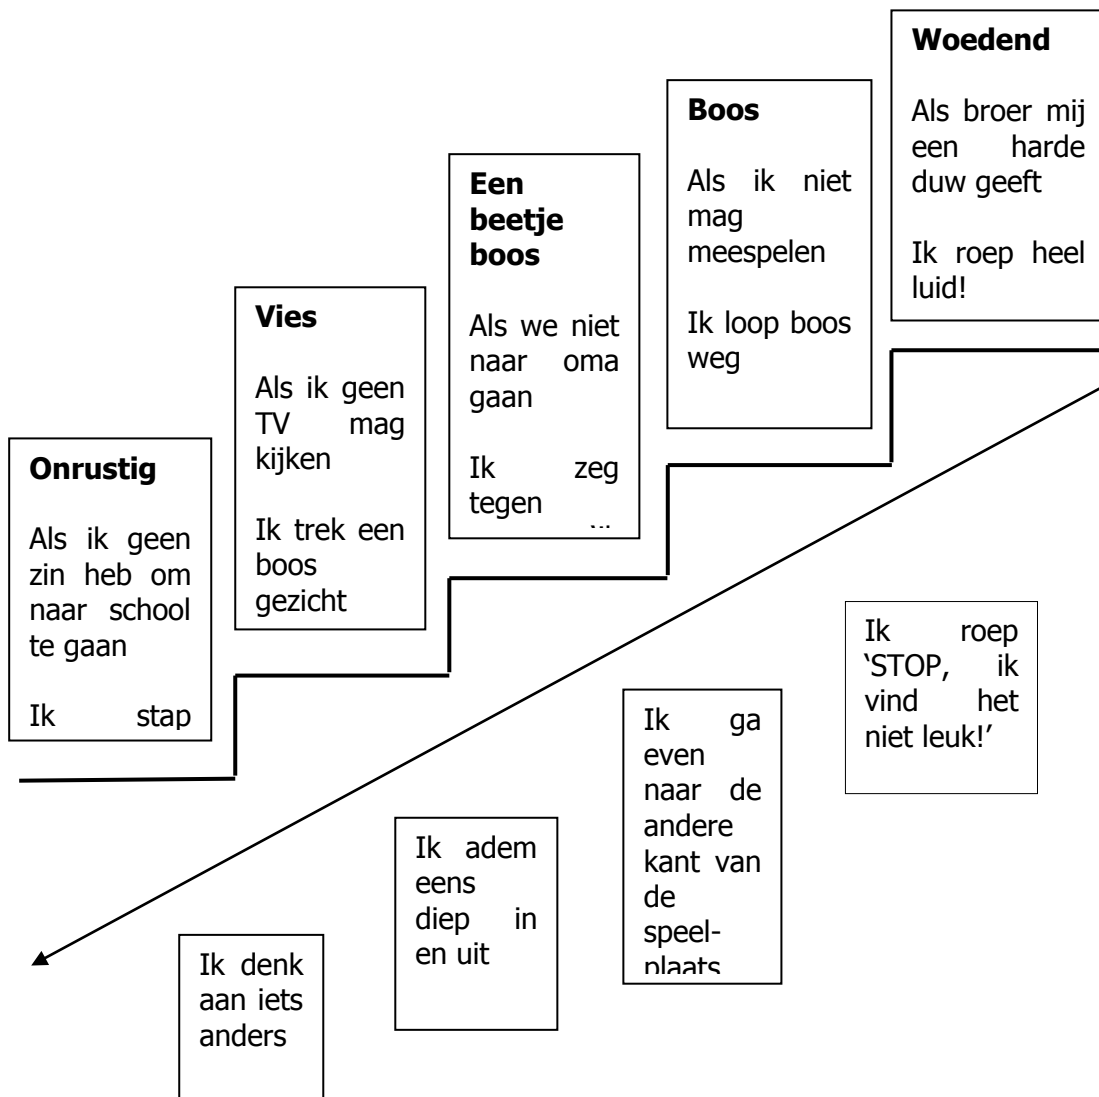 Onrustig
Als ik geen
zin heb om
naar school
te gaan
Ik stap
Vies
Als ik geen
TV mag
kijken
Ik trek een
boos
gezicht
Een
beetje
boos
Als we niet
naar oma
gaan
Ik zeg
tegen
Boos
Als ik niet
mag
meespelen
Ik loop boos
weg
Woedend
Als broer mij
een harde
duw geeft
Ik roep heel
luid!
Ik roep
‘STOP, ik
vind het
niet leuk!’
Ik ga
even
naar de
andere
kant van
de
speel-
plaats
Ik adem
eens
diep in
en uit
Ik denk
aan iets
anders